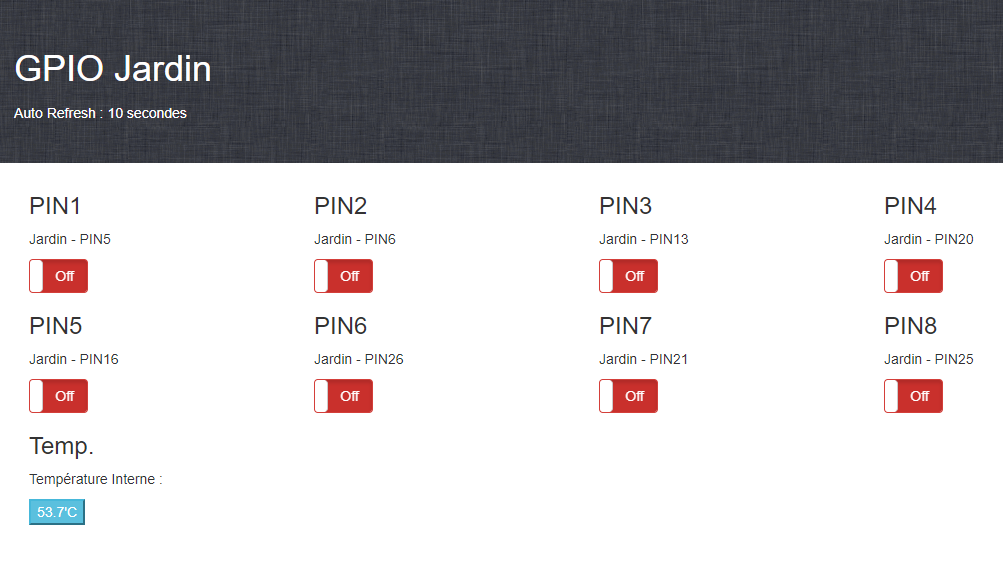 GPIO Jardin
Auto Refresh : 10 secondes
PIN1 PIN2 PIN3 PIN4
Jardin - PIN5 Jardin - PIN6 Jardin - PIN13 Jardin - PIN20
Off Off Off Off
PIN5 PIN6 PIN7 PIN8
Jardin - PIN16 Jardin - PIN26 Jardin - PIN21 Jardin - PIN25
Off Off Off Off
Temp.
Température Interne :
53.7'C